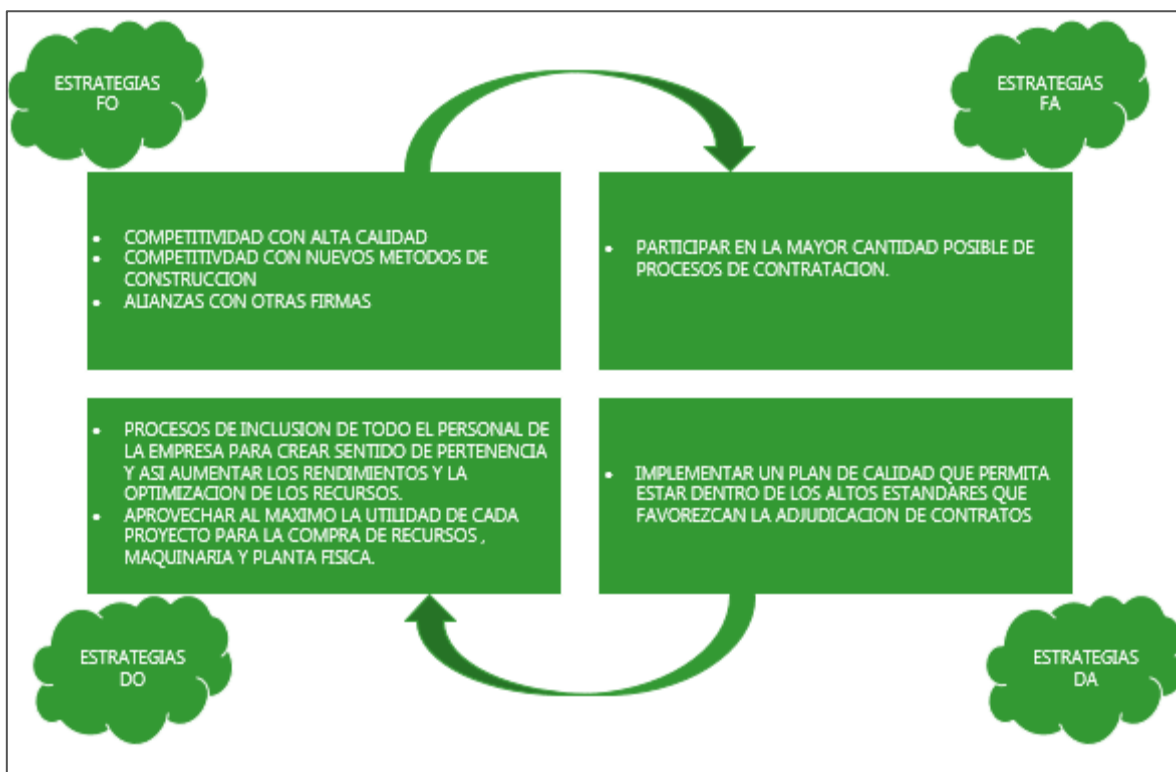 ESTRATEGIAS
FO
ESTRATEGIAS
FA
• COMPETITIVIDAD CON ALTA CALIDAD
• COMPETITIVDAD CON NUEVOS METODOS DE
CONSTRUCCION
• ALIANZAS CON OTRAS FIRMAS
• PARTICIPAR EN LA MAYOR CANTIDAD POSIBLE DE
PROCESOS DE CONTRATACION.
• PROCESOS DE INCLUSION DE TODO EL PERSONAL DE
LA EMPRESA PARA CREAR SENTIDO DE PERTENENCIA
Y ASI AUMENTAR LOS RENDIMIENTOS Y LA
OPTIMIZACION DE LOS RECURSOS.
• APROVECHAR AL MAXIMO LA UTILIDAD DE CADA
PROYECTO PARA LA COMPRA DE RECURSOS ,
MAQUINARIA Y PLANTA FISICA.
• IMPLEMENTAR UN PLAN DE CALIDAD QUE PERMITA
ESTAR DENTRO DE LOS ALTOS ESTANDARES QUE
FAVOREZCAN LA ADJUDICACION DE CONTRATOS
ESTRATEGIAS
DO
ESTRATEGIAS
DA